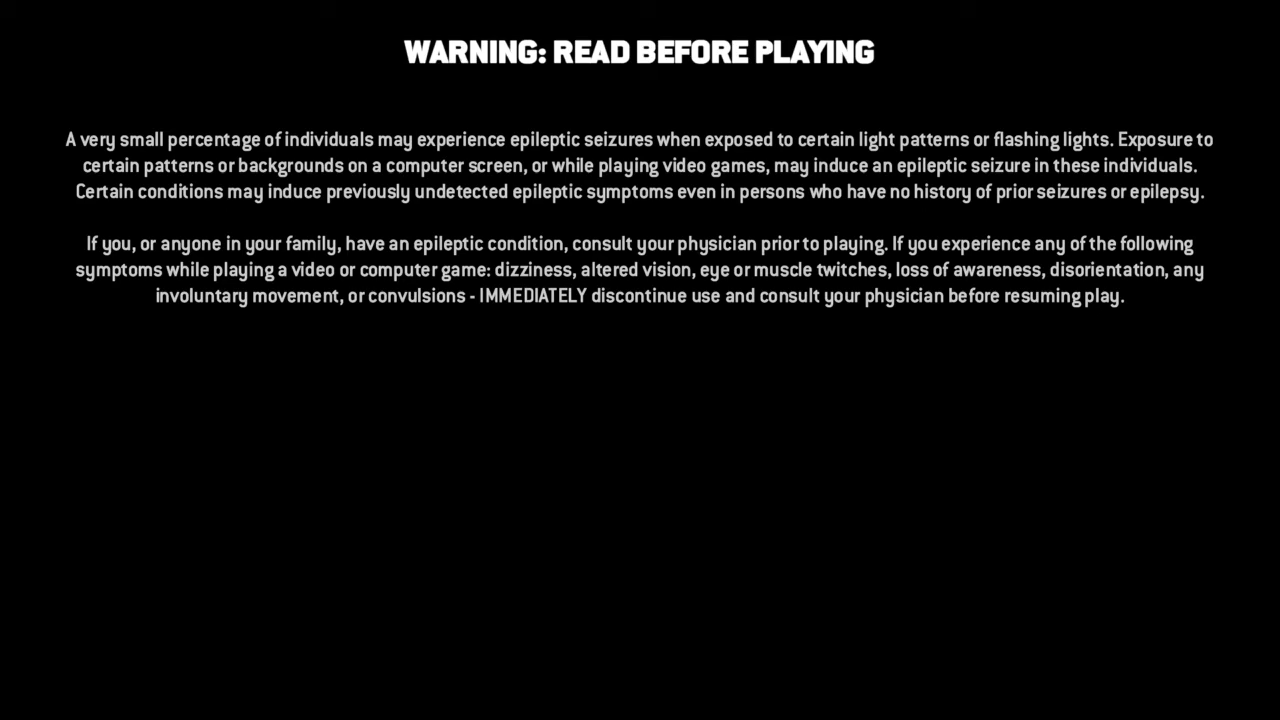 WARNING: READ BEFORE PLAYING
A very small percentage of individuals may experience epileptic seizures when exposed to certain light patterns or flashing lights. Exposure to
certain patterns or backgrounds on a computer screen, or while playing video games, may induce an epileptic seizure in these individuals.
Certain conditions may induce previously undetected epileptic symptoms even in persons who have no history of prior seizures or epilepsy.
If you, or anyone in your family, have an epileptic condition, consult your physician prior to playing. If you experience any of the following
symptoms while playing a video or computer game: dizziness, altered vision, eye or muscle twitches, loss of awareness, disorientation, any
involuntary movement, or convulsions - IMMEDIATELY discontinue use and consult your physician before resuming play.